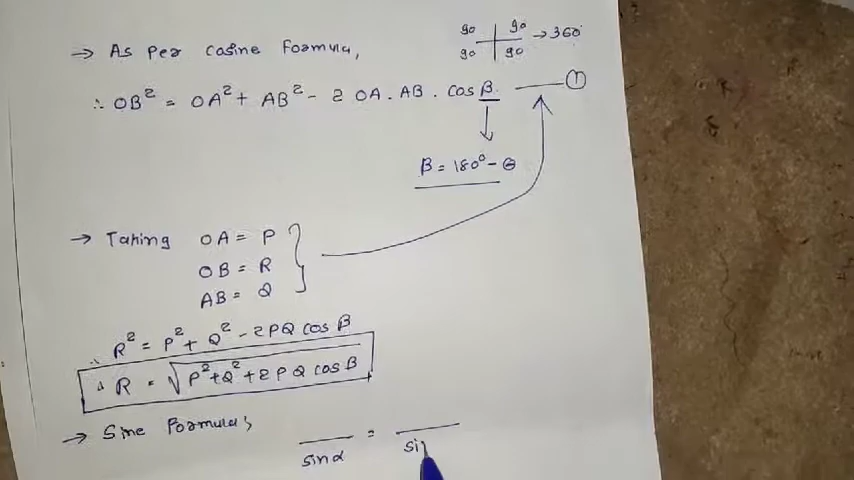 90 90 → 360°
90 90
→ As per cosine Formula,
∴ OB² = OA² + AB² - 2 OA . AB . cos β. ①
β = 180° - θ
→ Taking OA = P
OB = R
AB = Q
∴ R² = P² + Q² - 2PQ cos β
∴ R = √P²+Q²+2PQ cos β
→ Sine Formula;
=
sinα sin